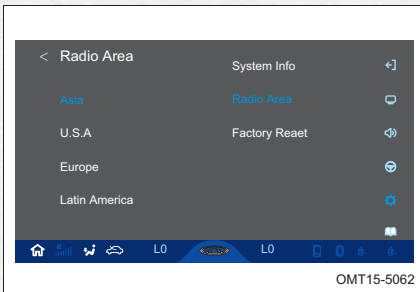 < Radio Area
System Info
Asia
Radio Area
U.S.A
Factory Reaet
Europe
Latin America
L0
L0
OMT15-5062